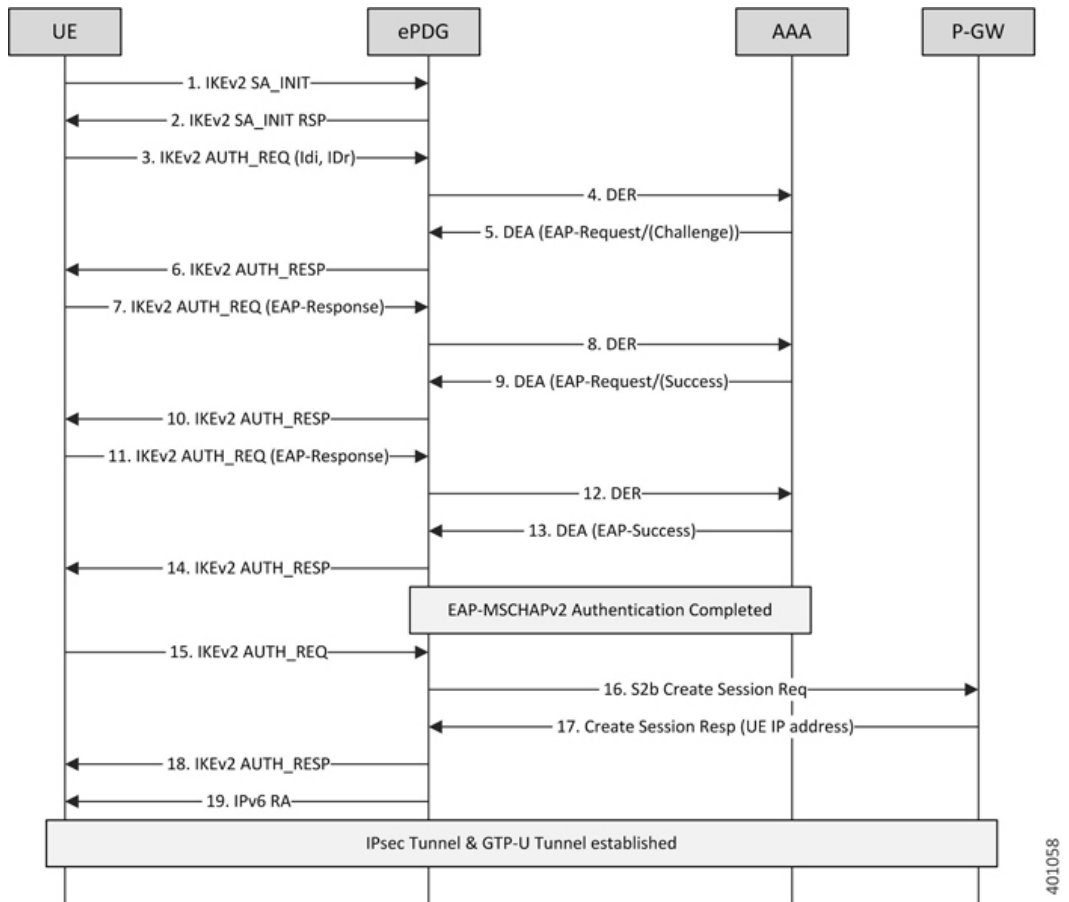 UE
ePDG
AAA
P-GW
1. IKEv2 SA_INIT
2. IKEv2 SA_INIT RSP
3. IKEv2 AUTH_REQ (Idi, IDr)
4. DER
5. DEA (EAP-Request/(Challenge))
6. IKEv2 AUTH_RESP
7. IKEv2 AUTH_REQ (EAP-Response)
8. DER
9. DEA (EAP-Request/(Success)
10. IKEv2 AUTH_RESP
11. IKEv2 AUTH_REQ (EAP-Response)
12. DER
13. DEA (EAP-Success)
14. IKEv2 AUTH_RESP
EAP-MSCHAPv2 Authentication Completed
15. IKEv2 AUTH_REQ
16. S2b Create Session Req
17. Create Session Resp (UE IP address)
18. IKEv2 AUTH_RESP
19. IPv6 RA
IPsec Tunnel & GTP-U Tunnel established
401058